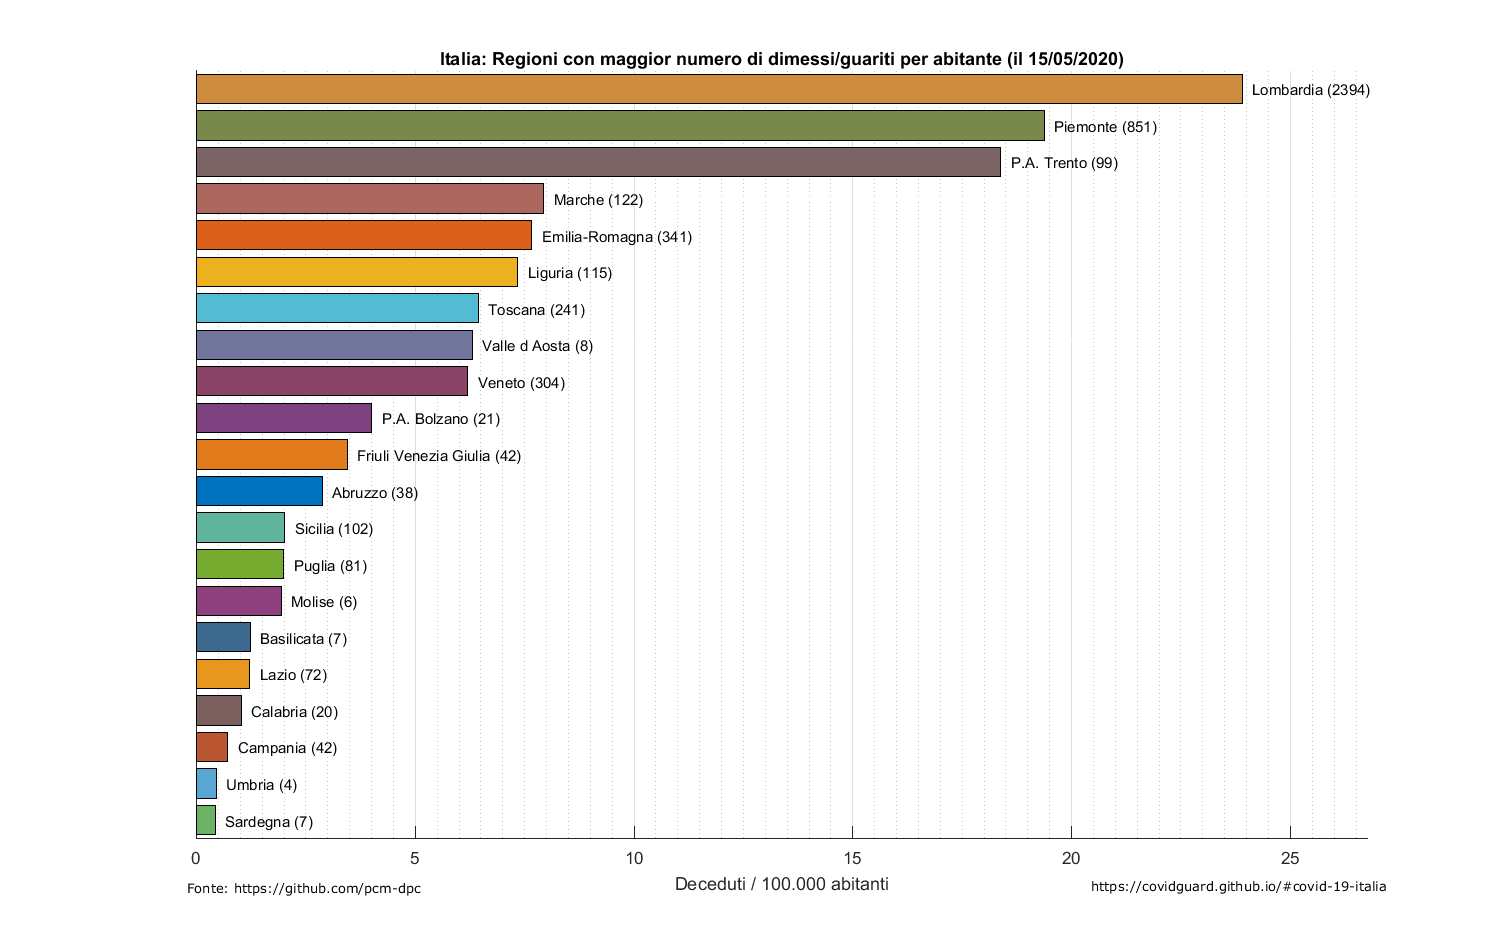 Italia: Regioni con maggior numero di dimessi/guariti per abitante (il 15/05/2020)
Lombardia (2394)
Piemonte (851)
P.A. Trento (99)
Marche (122)
Emilia-Romagna (341)
Liguria (115)
Toscana (241)
Valle d Aosta (8)
Veneto (304)
P.A. Bolzano (21)
Friuli Venezia Giulia (42)
Abruzzo (38)
Sicilia (102)
Puglia (81)
Molise (6)
Basilicata (7)
Lazio (72)
Calabria (20)
Campania (42)
Umbria (4)
Sardegna (7)
0 5 10 15 20 25
Deceduti / 100.000 abitanti
Fonte: https://github.com/pcm-dpc
https://covidguard.github.io/#covid-19-italia